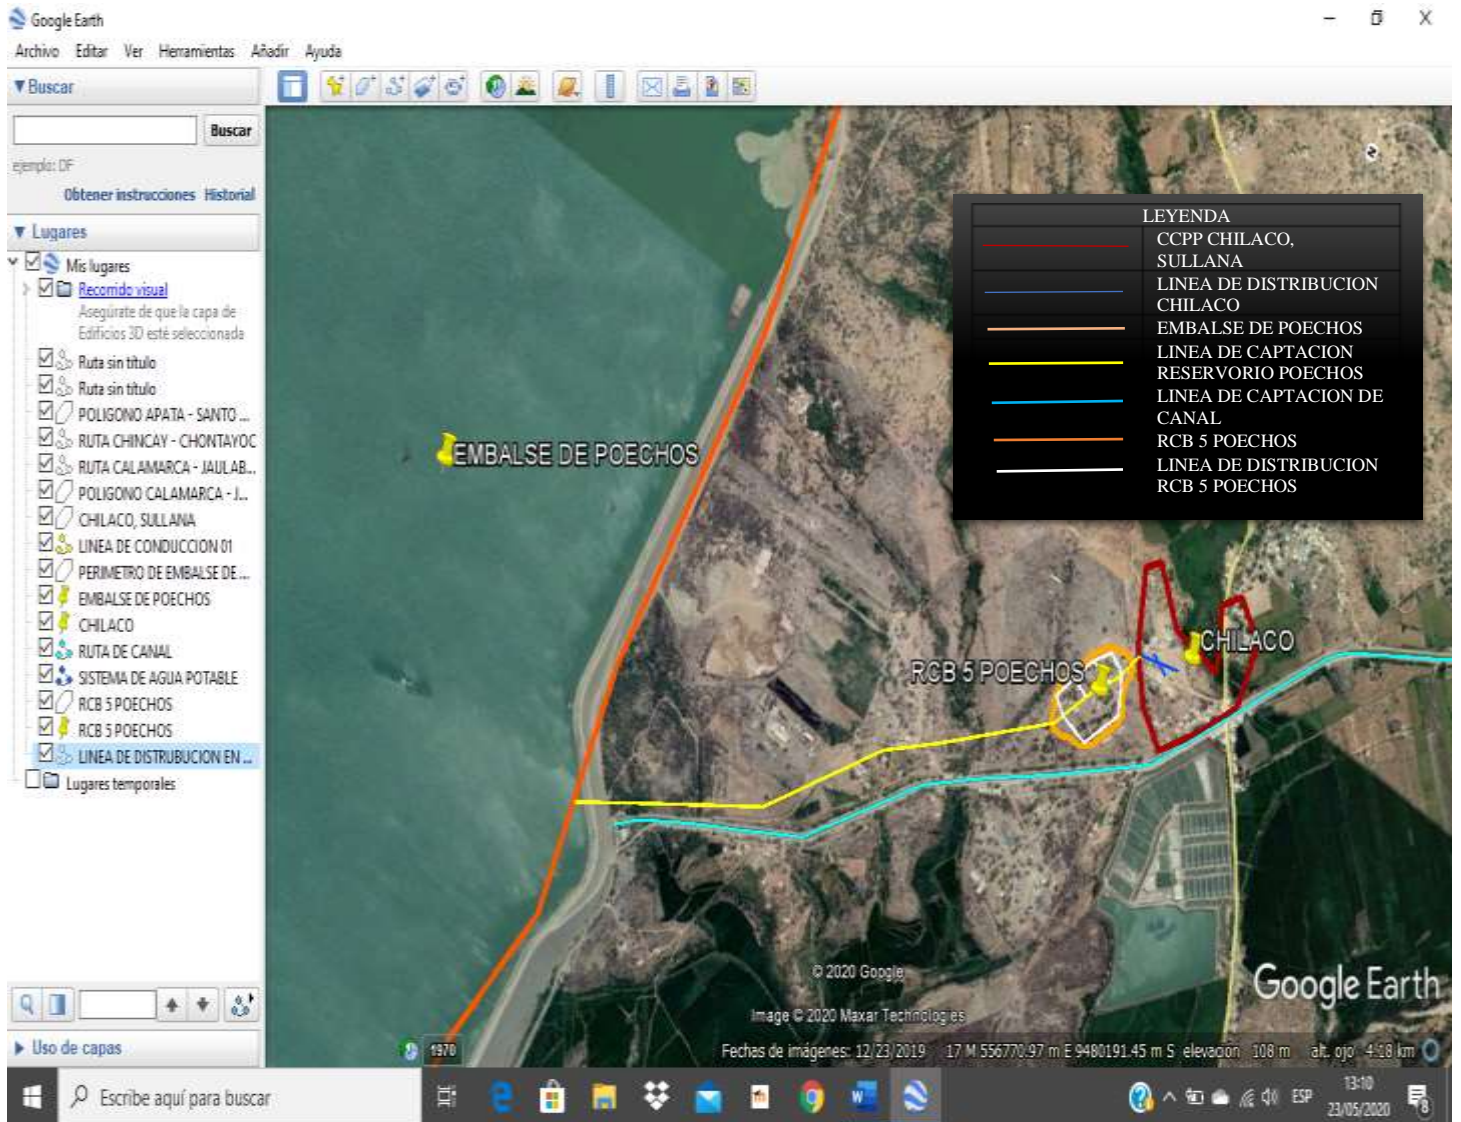 Google Earth
Archivo Editar Ver Herramientas Añadir Ayuda
Buscar
Buscar
ejemplo: DF
Obtener instrucciones Historial
Lugares
Mis lugares
Recorrido visual
Asegúrate de que la capa de
Edificios 3D esté seleccionada
Ruta sin título
Ruta sin título
POLIGONO APATA - SANTO ...
RUTA CHINCAY - CHONTAYOC
RUTA CALAMARCA - JAULAB...
POLIGONO CALAMARCA - J...
CHILACO, SULLANA
LINEA DE CONDUCCION 01
PERIMETRO DE EMBALSE DE ...
EMBALSE DE POECHOS
CHILACO
RUTA DE CANAL
SISTEMA DE AGUA POTABLE
RCB 5 POECHOS
RCB 5 POECHOS
LINEA DE DISTRUBUCION EN ...
Lugares temporales
Uso de capas
LEYENDA
CCPP CHILACO,
SULLANA
LINEA DE DISTRIBUCION
CHILACO
EMBALSE DE POECHOS
LINEA DE CAPTACION
RESERVORIO POECHOS
LINEA DE CAPTACION DE
CANAL
RCB 5 POECHOS
LINEA DE DISTRIBUCION
RCB 5 POECHOS
EMBALSE DE POECHOS
CHILACO
RCB 5 POECHOS
© 2020 Google
Image © 2020 Maxar Technologies
Google Earth
1970
Fechas de imágenes: 12/23/2019 17 M 556770.97 m E 9480191.45 m S elevación 108 m alt. ojo 4.18 km
Escribe aquí para buscar
ESP
13:10
23/05/2020
8